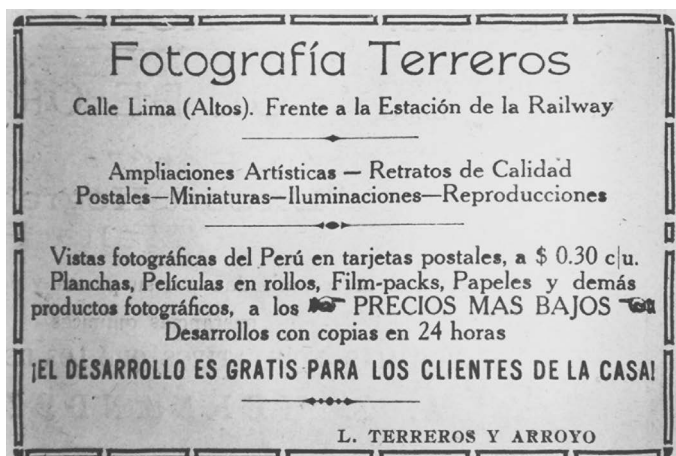 Fotografía Terreros
Calle Lima (Altos). Frente a la Estación de la Railway
Ampliaciones Artísticas — Retratos de Calidad
Postales—Miniaturas—Iluminaciones—Reproducciones
Vistas fotográficas del Perú en tarjetas postales, a $ 0.30 c|u.
Planchas, Películas en rollos, Film-packs, Papeles y demás
productos fotográficos, a los ☛ PRECIOS MAS BAJOS ☚
Desarrollos con copias en 24 horas
¡EL DESARROLLO ES GRATIS PARA LOS CLIENTES DE LA CASA!
L. TERREROS Y ARROYO